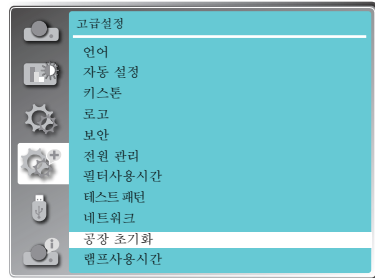 고급설정
언어
자동 설정
키스톤
로고
보안
전원 관리
필터사용시간
테스트 패턴
네트워크
공장 초기화
램프사용시간